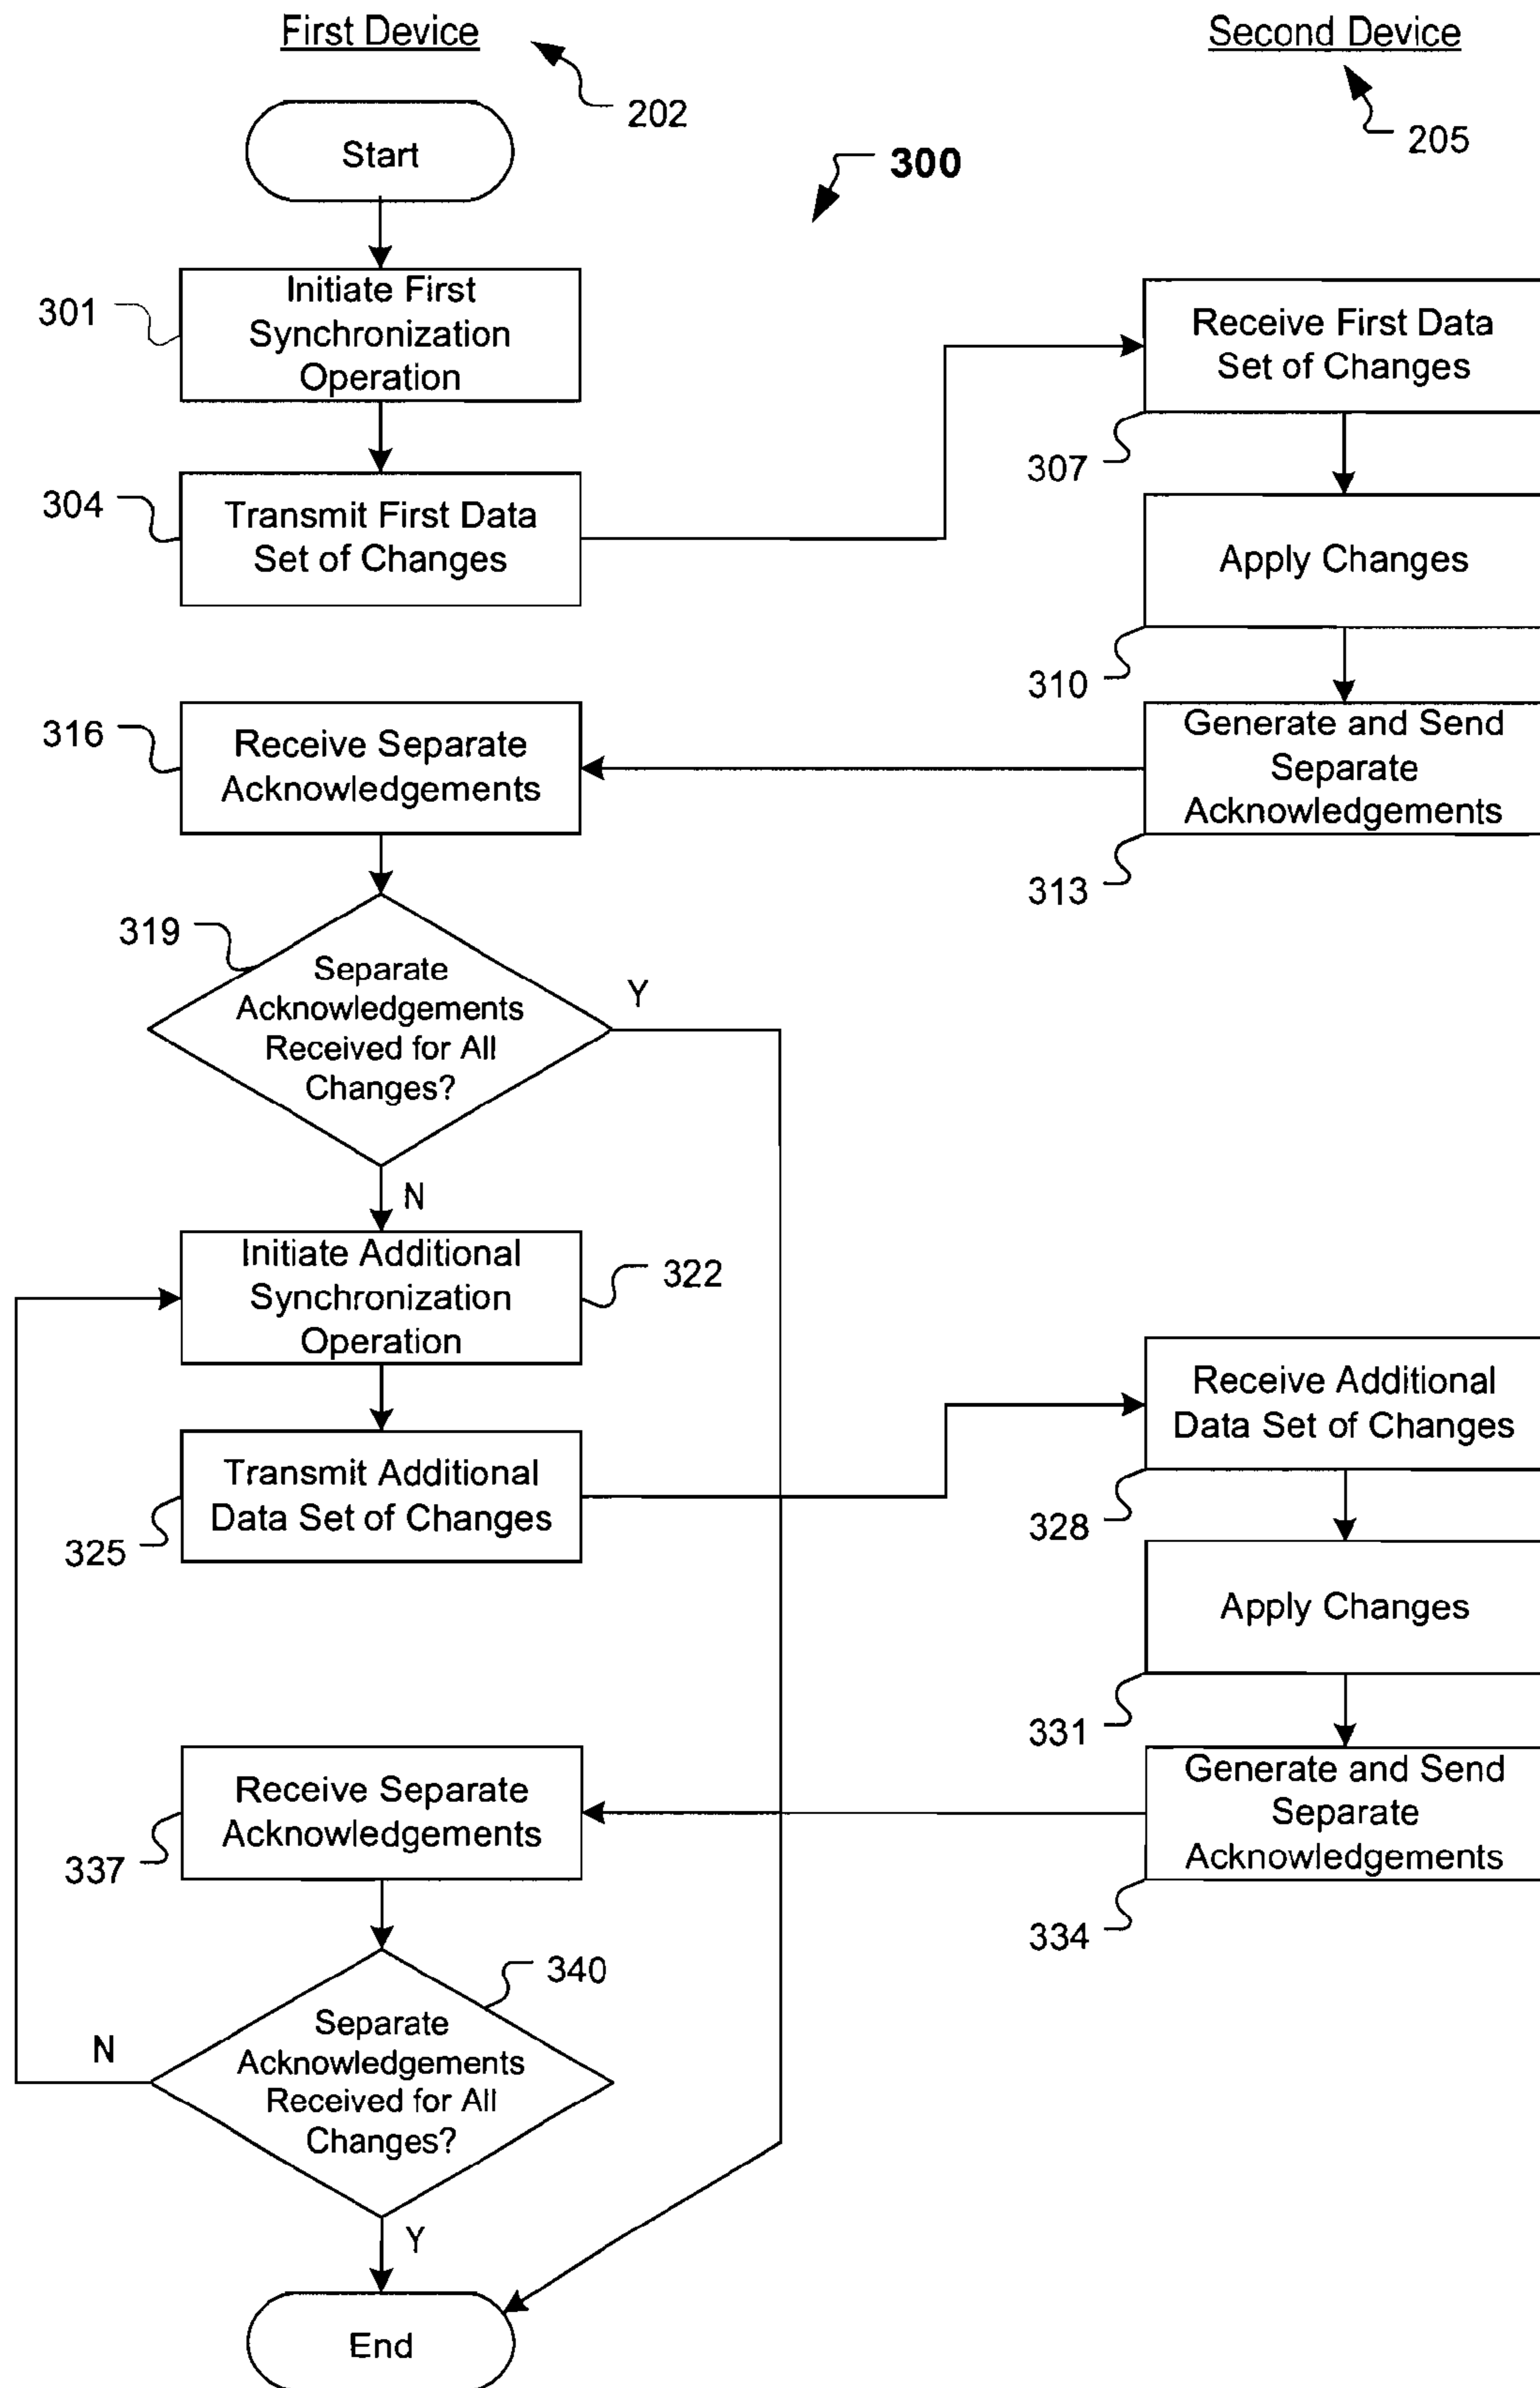 First Device
Second Device
202
205
Start
300
301
Initiate First
Synchronization
Operation
Receive First Data
Set of Changes
307
304
Transmit First Data
Set of Changes
Apply Changes
310
316
Receive Separate
Acknowledgements
Generate and Send
Separate
Acknowledgements
313
319
Separate
Acknowledgements
Received for All
Changes?
Y
N
Initiate Additional
Synchronization
Operation
322
Receive Additional
Data Set of Changes
328
Transmit Additional
Data Set of Changes
325
Apply Changes
331
Receive Separate
Acknowledgements
337
Generate and Send
Separate
Acknowledgements
334
340
Separate
Acknowledgements
Received for All
Changes?
N
Y
End